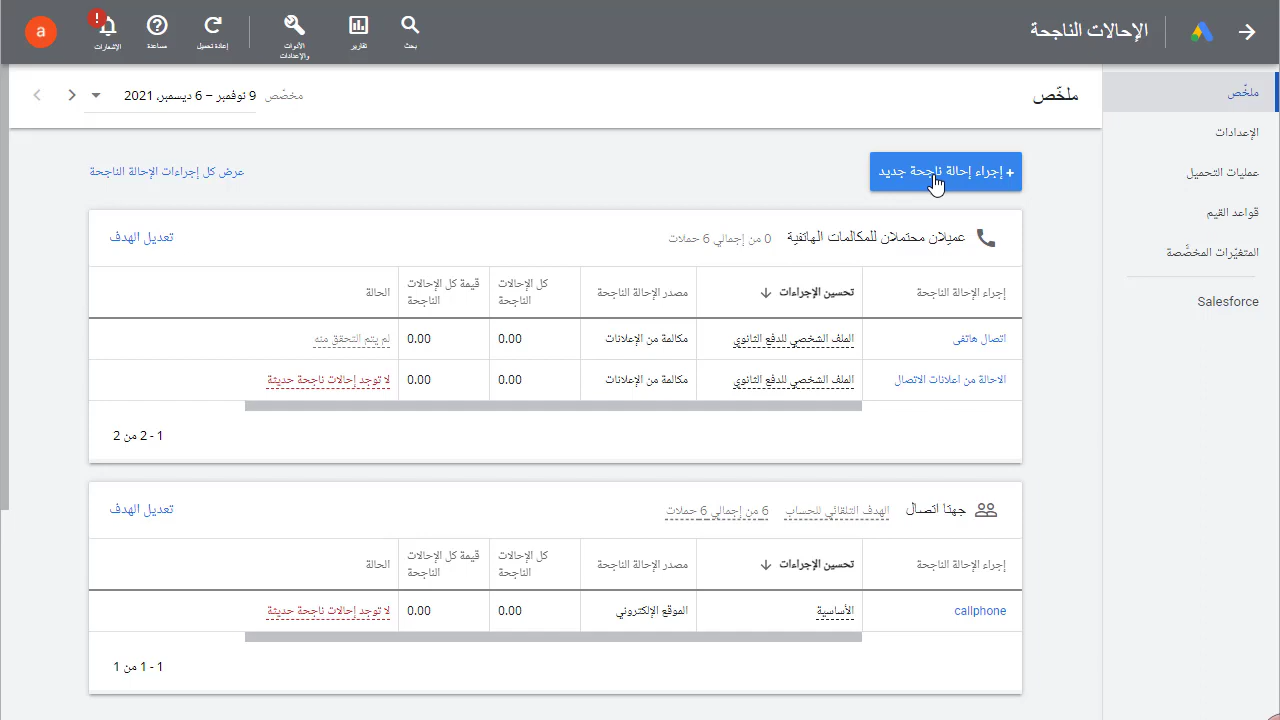 الإحالات الناجحة
بحث
تقارير
الأدوات
والإعدادات
إعادة تحميل
مساعدة
!
الإشعارات
a
ملخّص
الإعدادات
عمليات التحميل
قواعد القيم
المتغيّرات المخصَّصة
Salesforce
ملخّص
مخصّص 9 نوفمبر – 6 ديسمبر، 2021
+ إجراء إحالة ناجحة جديد
عرض كل إجراءات الإحالة الناجحة
عميلان محتملان للمكالمات الهاتفية 0 من إجمالي 6 حملات
تعديل الهدف
إجراء الإحالة الناجحة
تحسين الإجراءات
مصدر الإحالة الناجحة
كل الإحالات
الناجحة
قيمة كل الإحالات
الناجحة
الحالة
اتصال هاتفى
الملف الشخصي للدفع الثانوي
مكالمة من الإعلانات
0.00
0.00
لم يتم التحقق منه
الاحالة من اعلانات الاتصال
الملف الشخصي للدفع الثانوي
مكالمة من الإعلانات
0.00
0.00
لا توجد إحالات ناجحة حديثة
1 - 2 من 2
جهتا اتصال الهدف التلقائي للحساب 6 من إجمالي 6 حملات
تعديل الهدف
إجراء الإحالة الناجحة
تحسين الإجراءات
مصدر الإحالة الناجحة
كل الإحالات
الناجحة
قيمة كل الإحالات
الناجحة
الحالة
callphone
الأساسية
الموقع الإلكتروني
0.00
0.00
لا توجد إحالات ناجحة حديثة
1 - 1 من 1